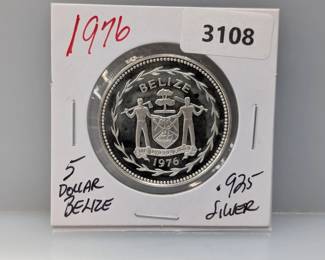 1976
3108
BELIZE
1976
5
DOLLAR
BELIZE
.925
SILVER